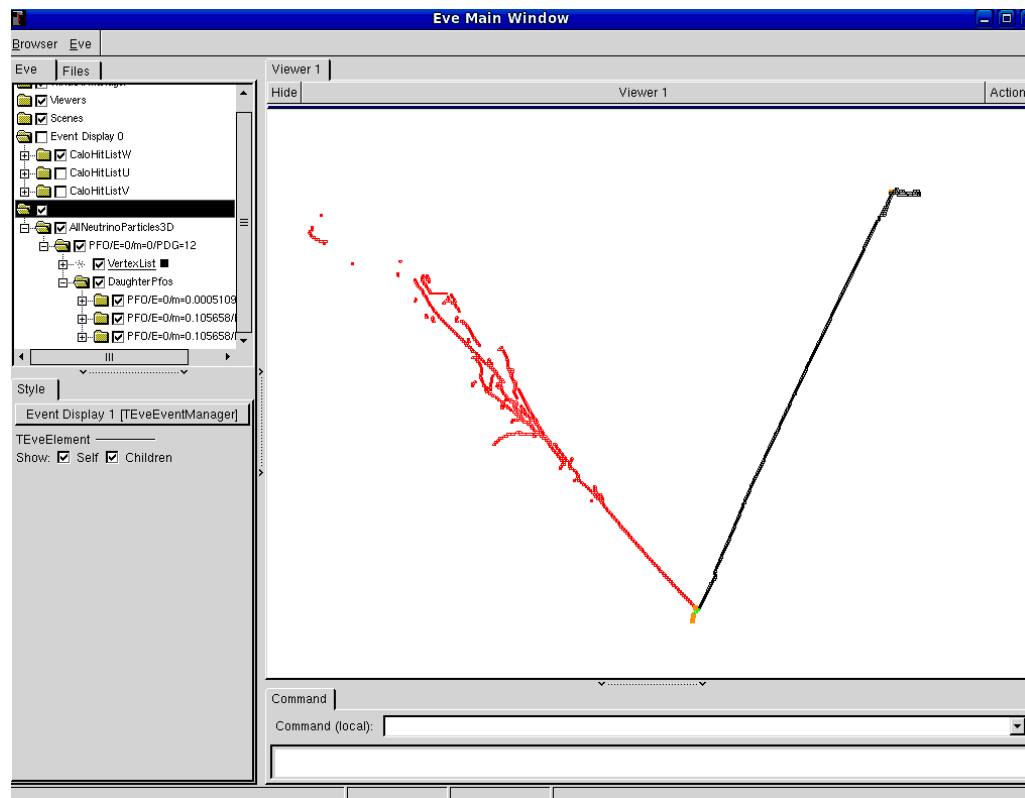 Eve Main Window
Browser Eve
Eve Files
Viewers
Scenes
Event Display 0
CaloHitListW
CaloHitListU
CaloHitListV
AllNeutrinoParticles3D
PFO/E=0/m=0/PDG=12
VertexList
DaughterPfos
PFO/E=0/m=0.0005109
PFO/E=0/m=0.105658/
PFO/E=0/m=0.105658/
Style
Event Display 1 [TEveEventManager]
TEveElement
Show: Self Children
Viewer 1
Hide Viewer 1 Action
Command
Command (local):